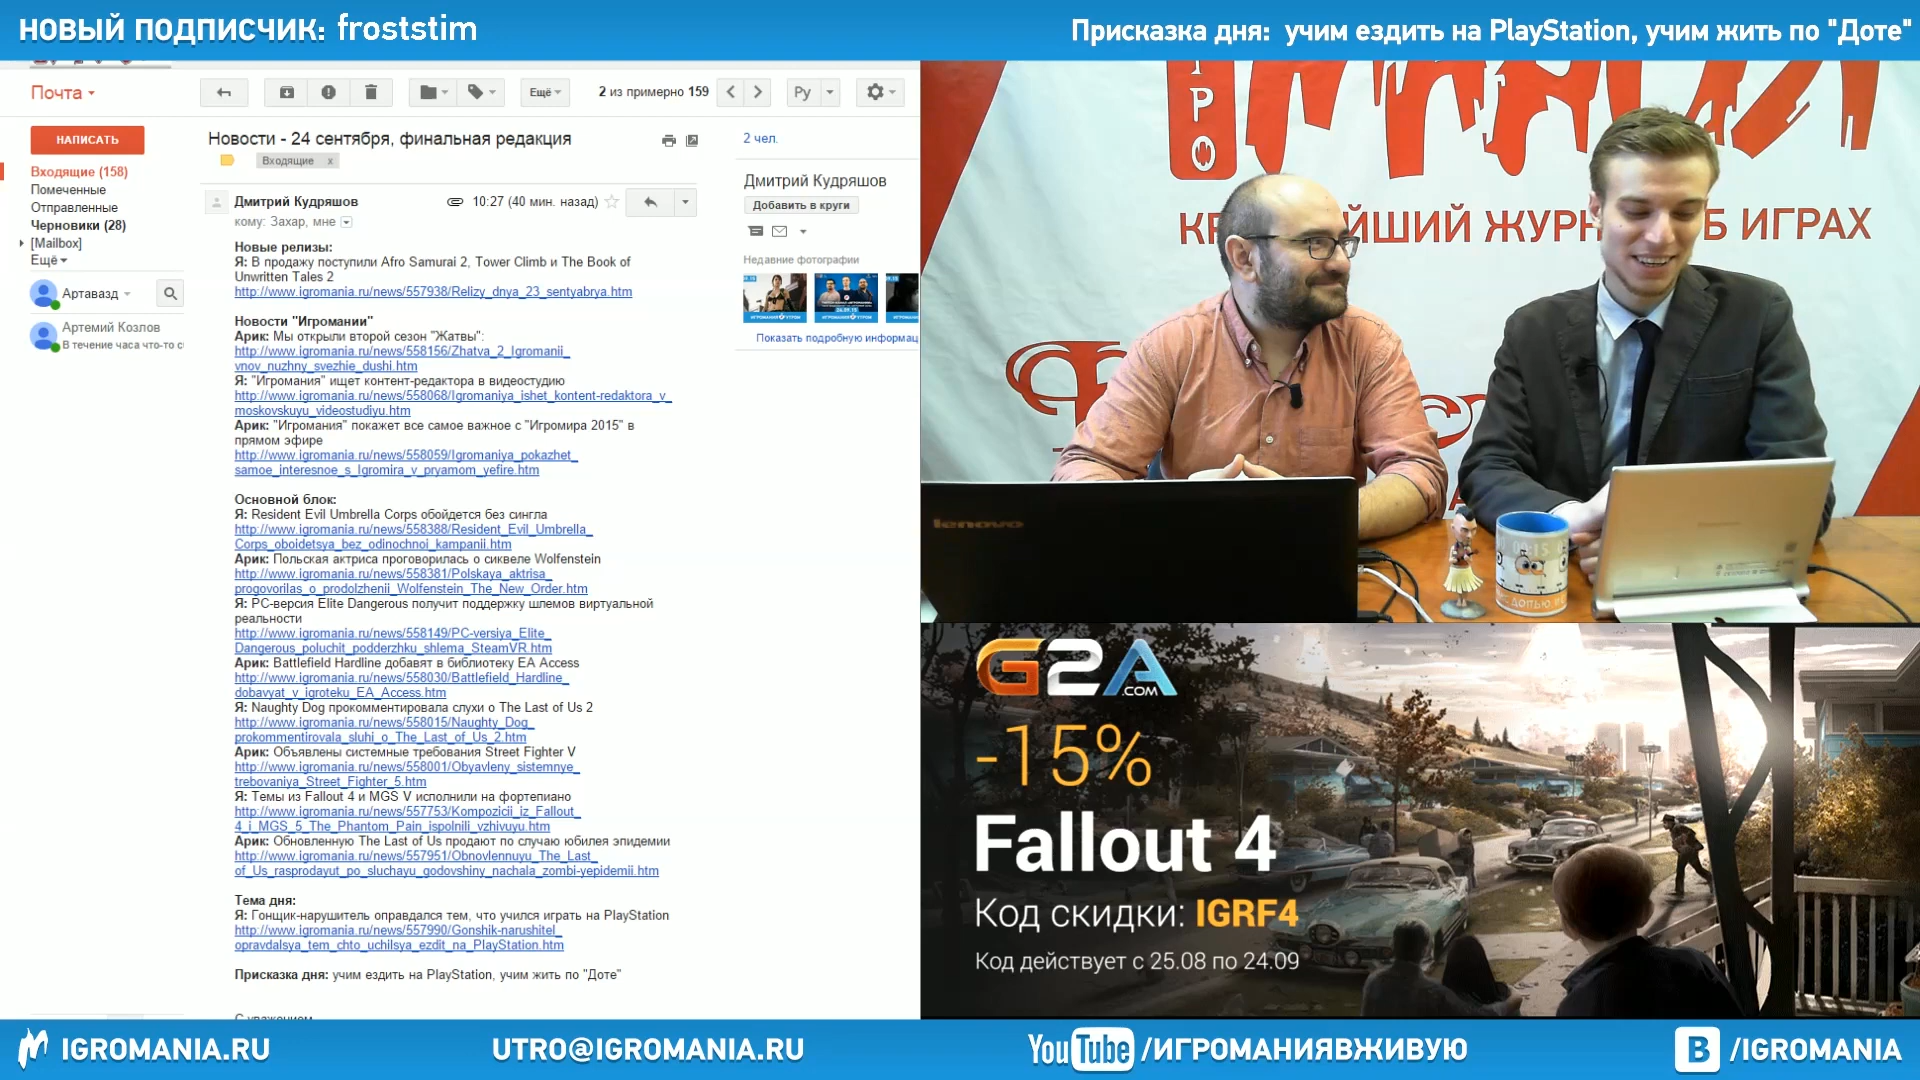 НОВЫЙ ПОДПИСЧИК: froststim
Присказка дня: учим ездить на PlayStation, учим жить по "Доте"
Почта
Ещё
2 из примерно 159
Ру
НАПИСАТЬ
Входящие (158)
Помеченные
Отправленные
Черновики (28)
[Mailbox]
Ещё
Артавазд
Артемий Козлов
В течение часа что-то
Новости - 24 сентября, финальная редакция
Входящие x
Дмитрий Кудряшов
10:27 (40 мин. назад)
кому: Захар, мне
Новые релизы:
Я: В продажу поступили Afro Samurai 2, Tower Climb и The Book of
Unwritten Tales 2
http://www.igromania.ru/news/557938/Relizy_dnya_23_sentyabrya.htm
Новости "Игромании"
Арик: Мы открыли второй сезон "Жатвы":
http://www.igromania.ru/news/558156/Zhatva_2_Igromanii_
vnov_nuzhny_svezhie_dushi.htm
Я: "Игромания" ищет контент-редактора в видеостудию
http://www.igromania.ru/news/558068/Igromaniya_ishet_kontent-redaktora_v_
moskovskuyu_videostudiyu.htm
Арик: "Игромания" покажет все самое важное с "Игромира 2015" в
прямом эфире
http://www.igromania.ru/news/558059/Igromaniya_pokazhet_
samoe_interesnoe_s_Igromira_v_pryamom_yefire.htm
Основной блок:
Я: Resident Evil Umbrella Corps обойдется без сингла
http://www.igromania.ru/news/558388/Resident_Evil_Umbrella_
Corps_oboidetsya_bez_odinochnoi_kampanii.htm
Арик: Польская актриса проговорилась о сиквеле Wolfenstein
http://www.igromania.ru/news/558381/Polskaya_aktrisa_
progovorilas_o_prodolzhenii_Wolfenstein_The_New_Order.htm
Я: PC-версия Elite Dangerous получит поддержку шлемов виртуальной
реальности
http://www.igromania.ru/news/558149/PC-versiya_Elite_
Dangerous_poluchit_podderzhku_shlema_SteamVR.htm
Арик: Battlefield Hardline добавят в библиотеку EA Access
http://www.igromania.ru/news/558030/Battlefield_Hardline_
dobavyat_v_igroteku_EA_Access.htm
Я: Naughty Dog прокомментировала слухи о The Last of Us 2
http://www.igromania.ru/news/558015/Naughty_Dog_
prokommentirovala_sluhi_o_The_Last_of_Us_2.htm
Арик: Объявлены системные требования Street Fighter V
http://www.igromania.ru/news/558001/Obyavleny_sistemnye_
trebovaniya_Street_Fighter_5.htm
Я: Темы из Fallout 4 и MGS V исполнили на фортепиано
http://www.igromania.ru/news/557753/Kompozicii_iz_Fallout_
4_i_MGS_5_The_Phantom_Pain_ispolnili_vzhivuyu.htm
Арик: Обновленную The Last of Us продают по случаю юбилея эпидемии
http://www.igromania.ru/news/557951/Obnovlennuyu_The_Last_
of_Us_rasprodayut_po_sluchayu_godovshiny_nachala_zombi-yepidemii.htm
Тема дня:
Я: Гонщик-нарушитель оправдался тем, что учился играть на PlayStation
http://www.igromania.ru/news/557990/Gonshik-narushitel_
opravdalsya_tem_chto_uchilsya_ezdit_na_PlayStation.htm
Присказка дня: учим ездить на PlayStation, учим жить по "Доте"
2 чел.
Дмитрий Кудряшов
Добавить в круги
Недавние фотографии
Показать подробную информац
ЙШИЙ ЖУРН
Б ИГРАХ
lenovo
G2A
.COM
-15%
Fallout 4
Код скидки: IGRF4
Код действует с 25.08 по 24.09
IGROMANIA.RU
UTRO@IGROMANIA.RU
YouTube /ИГРОМАНИЯВЖИВУЮ
B /IGROMANIA